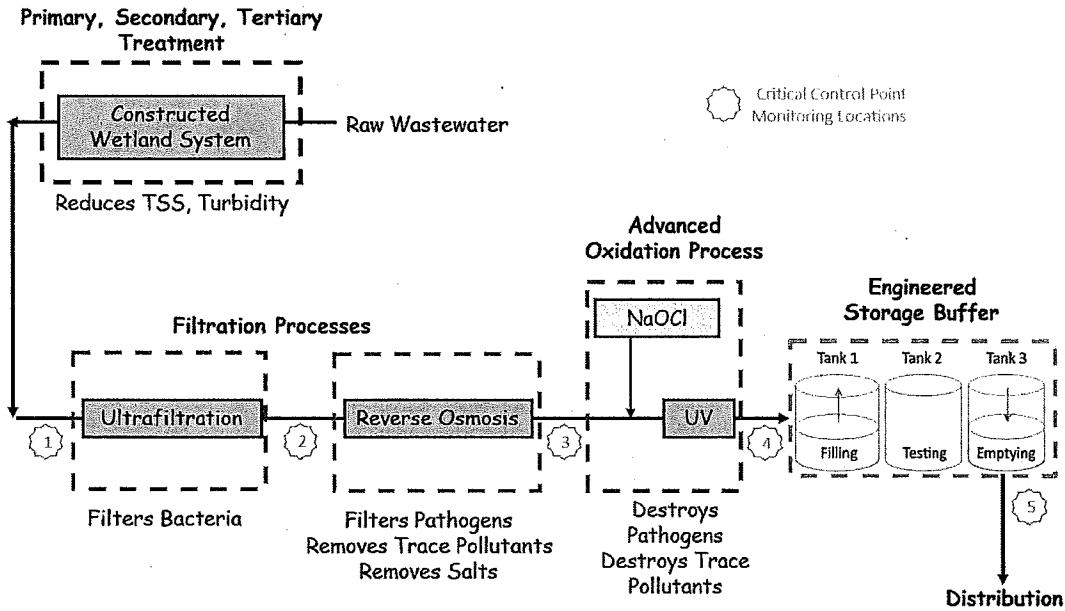 Primary, Secondary, Tertiary
Treatment
Constructed
Wetland System
Raw Wastewater
Reduces TSS, Turbidity
Critical Control Point
Monitoring Locations
Filtration Processes
Advanced
Oxidation Process
Engineered
Storage Buffer
NaOCl
Tank 1
Tank 2
Tank 3
Ultrafiltration
Reverse Osmosis
UV
1
2
3
4
Filling
Testing
Emptying
5
Filters Bacteria
Filters Pathogens
Removes Trace Pollutants
Removes Salts
Destroys
Pathogens
Destroys Trace
Pollutants
Distribution